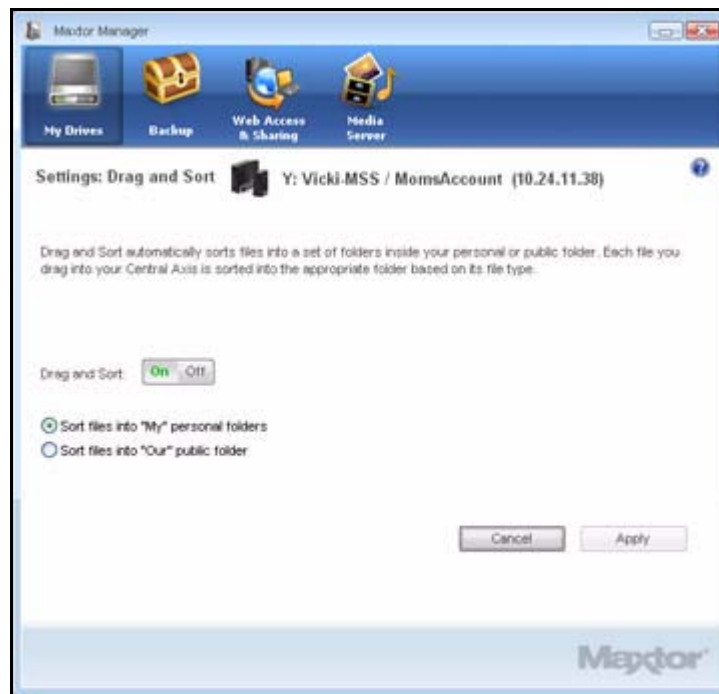 Maxtor Manager
My Drives
Backup
Web Access
& Sharing
Media
Server
Settings: Drag and Sort
Y: Vicki-MSS / MomsAccount (10.24.11.38)
Drag and Sort automatically sorts files into a set of folders inside your personal or public folder. Each file you
drag into your Central Axis is sorted into the appropriate folder based on its file type.
Drag and Sort:
On Off
Sort files into "My" personal folders
Sort files into "Our" public folder
Cancel
Apply
Maxtor